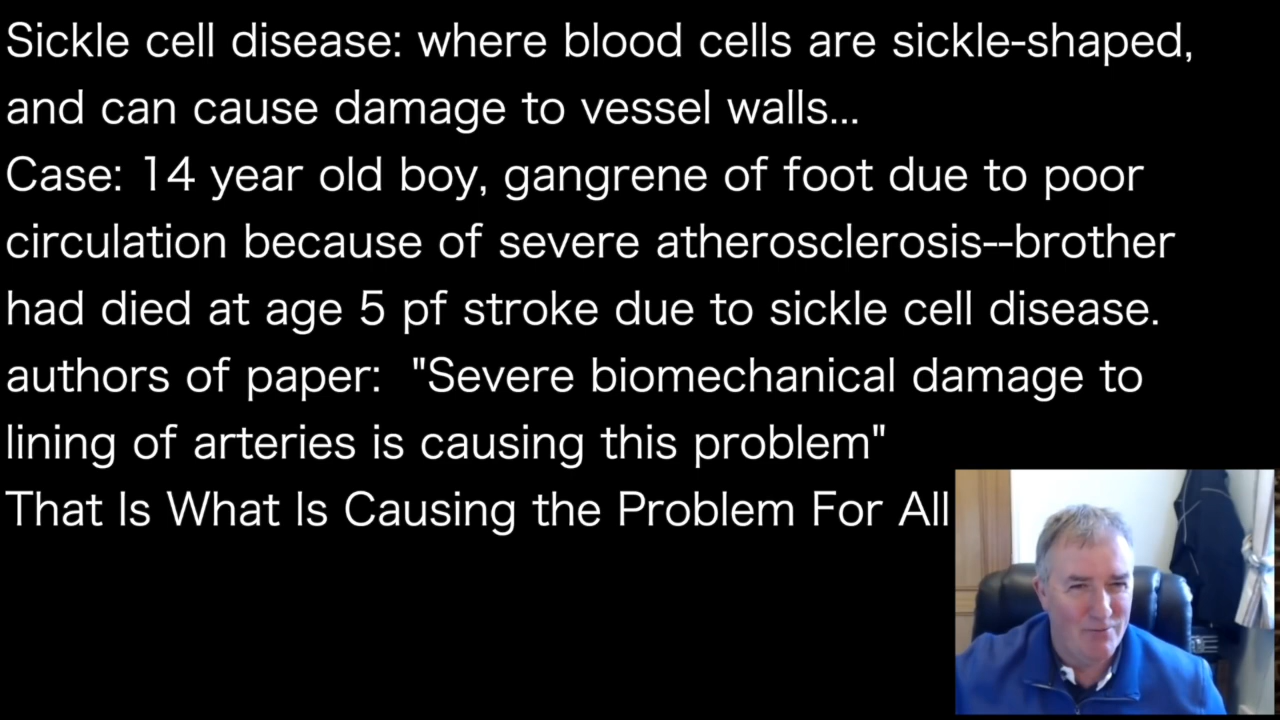 Sickle cell disease: where blood cells are sickle-shaped,
and can cause damage to vessel walls...
Case: 14 year old boy, gangrene of foot due to poor
circulation because of severe atherosclerosis--brother
had died at age 5 pf stroke due to sickle cell disease.
authors of paper:  "Severe biomechanical damage to
lining of arteries is causing this problem"
That Is What Is Causing the Problem For All